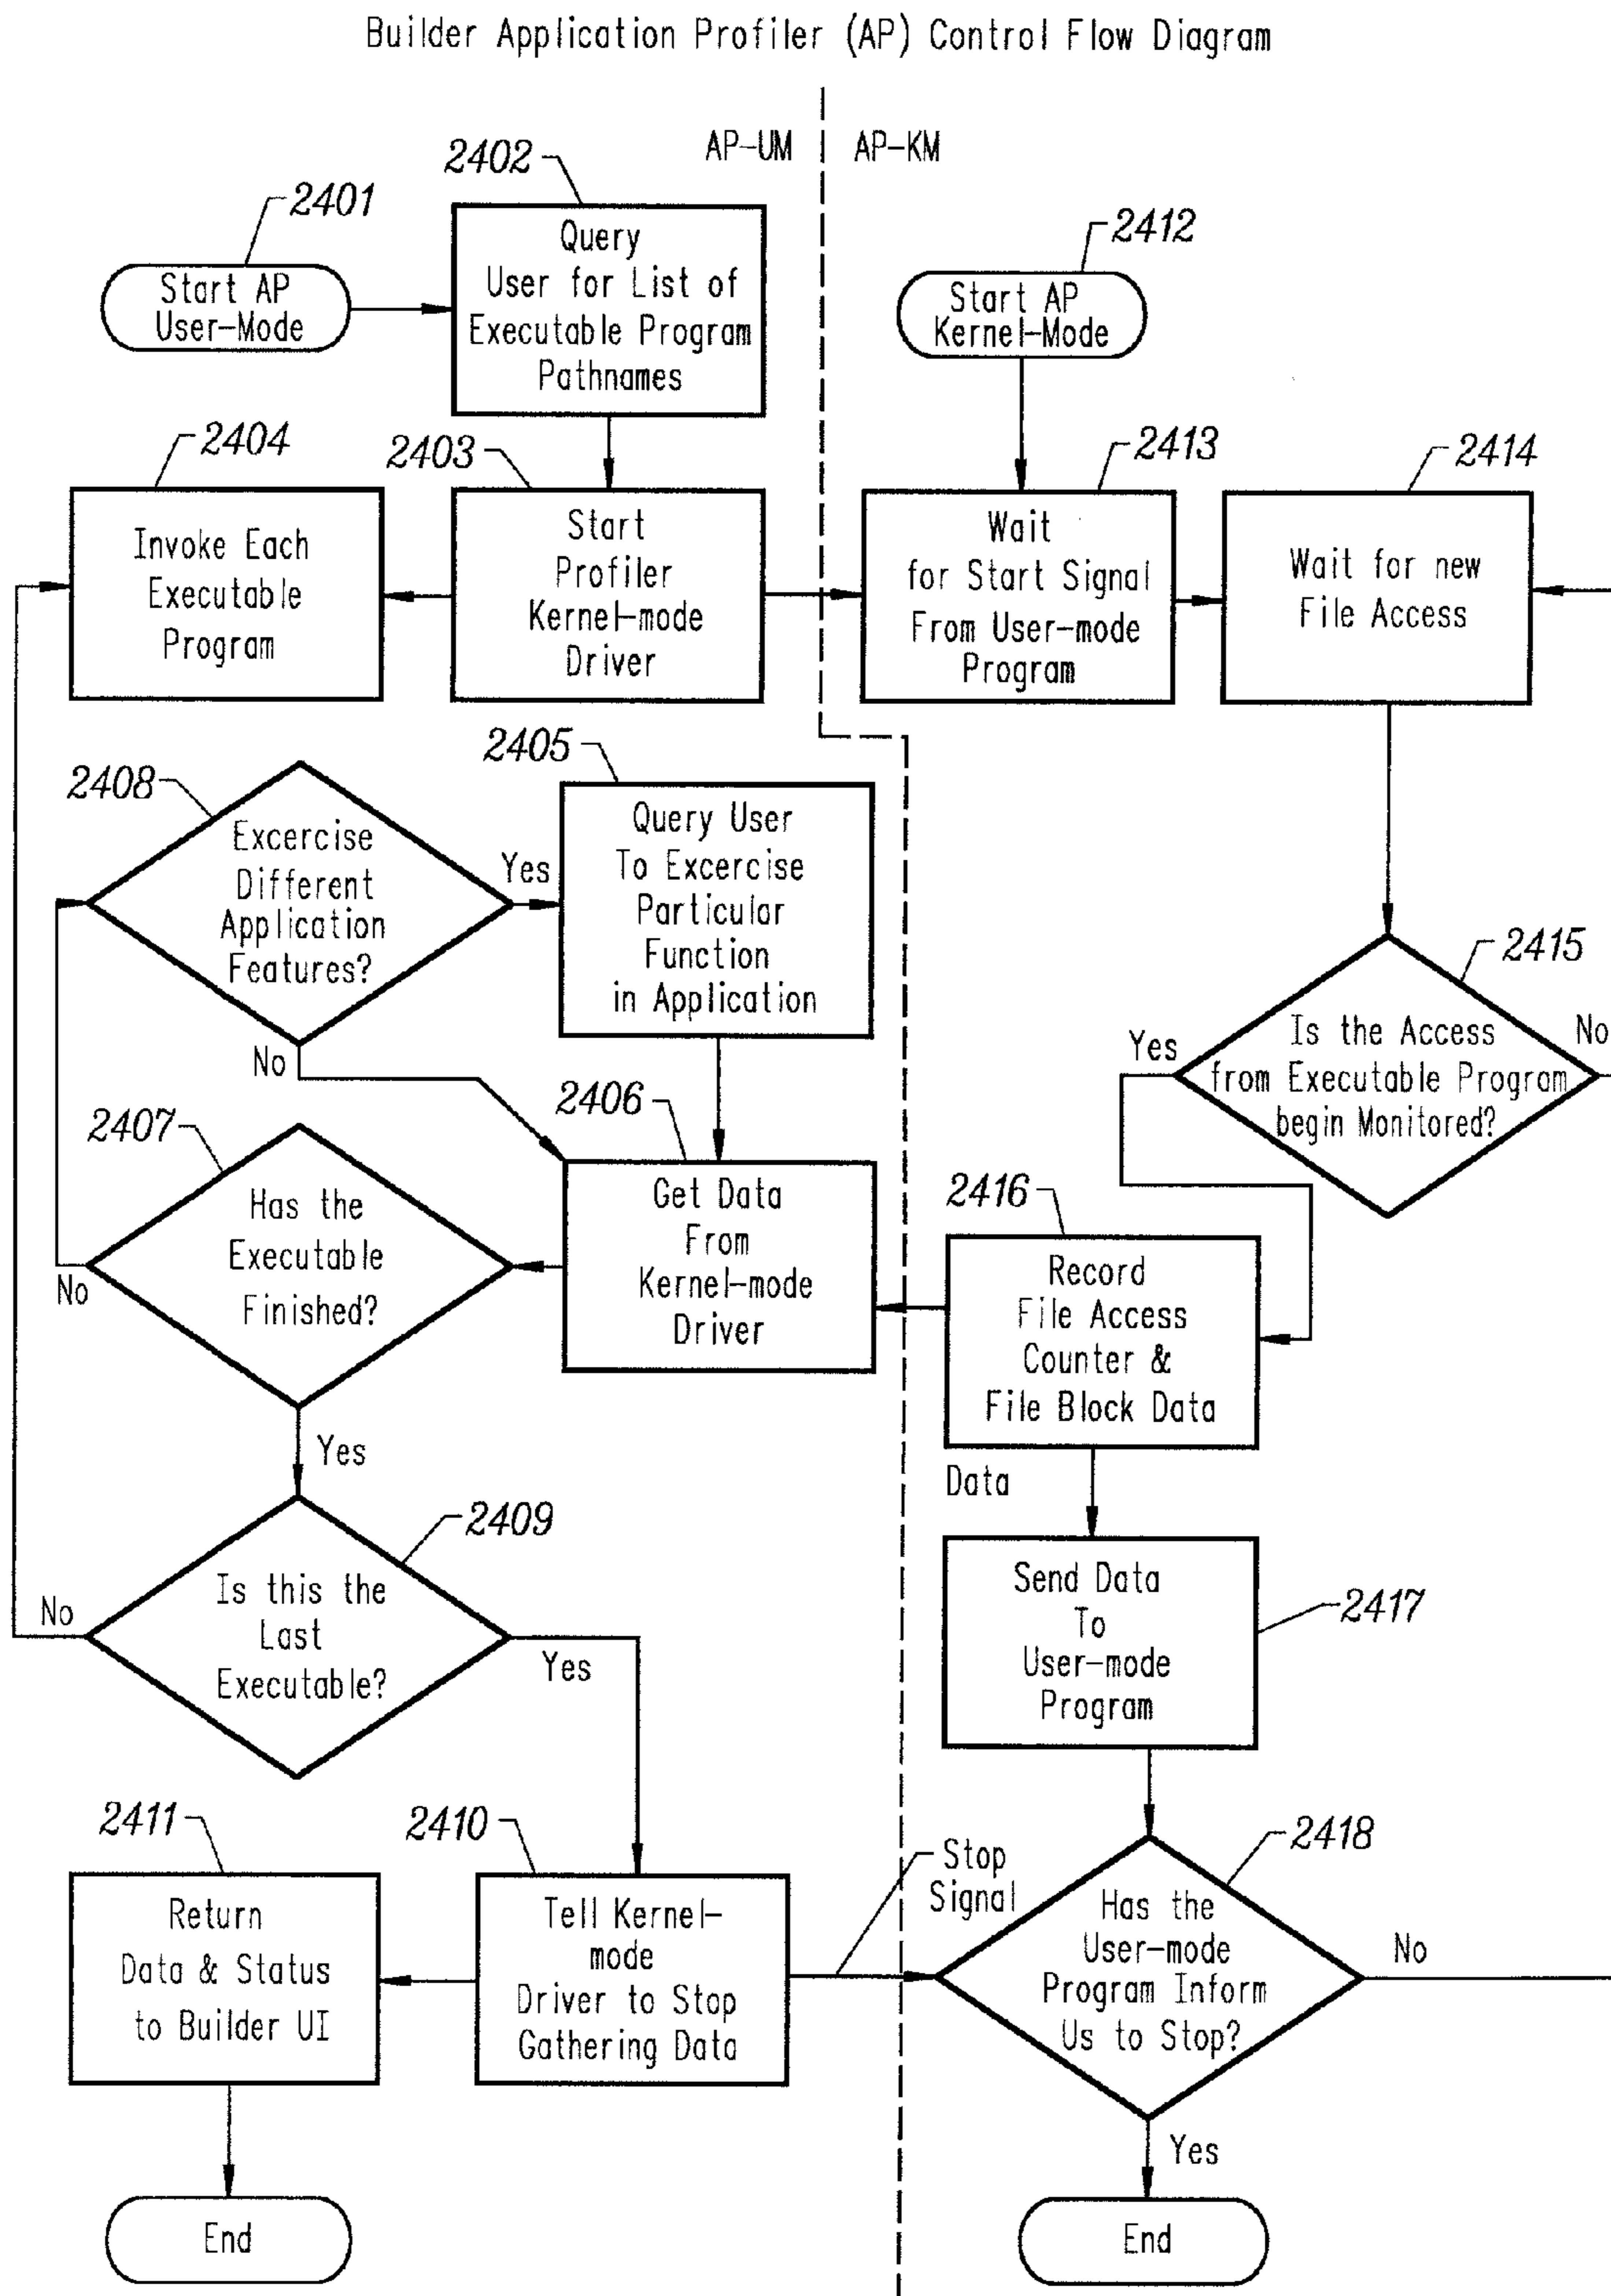 Builder Application Profiler (AP) Control Flow Diagram
AP-UM
AP-KM
2401
Start AP
User-Mode
2402
Query
User for List of
Executable Program
Pathnames
2412
Start AP
Kernel-Mode
2404
Invoke Each
Executable
Program
2403
Start
Profiler
Kernel-mode
Driver
2413
Wait
for Start Signal
From User-mode
Program
2414
Wait for new
File Access
2408
Excercise
Different
Application
Features?
Yes
No
2405
Query User
To Excercise
Particular
Function
in Application
2415
Is the Access
from Executable Program
begin Monitored?
Yes
No
2407
Has the
Executable
Finished?
No
Yes
2406
Get Data
From
Kernel-mode
Driver
2416
Record
File Access
Counter &
File Block Data
Data
2409
Is this the
Last
Executable?
No
Yes
2417
Send Data
To
User-mode
Program
2411
Return
Data & Status
to Builder UI
2410
Tell Kernel-
mode
Driver to Stop
Gathering Data
Stop
Signal
2418
Has the
User-mode
Program Inform
Us to Stop?
No
Yes
End
End